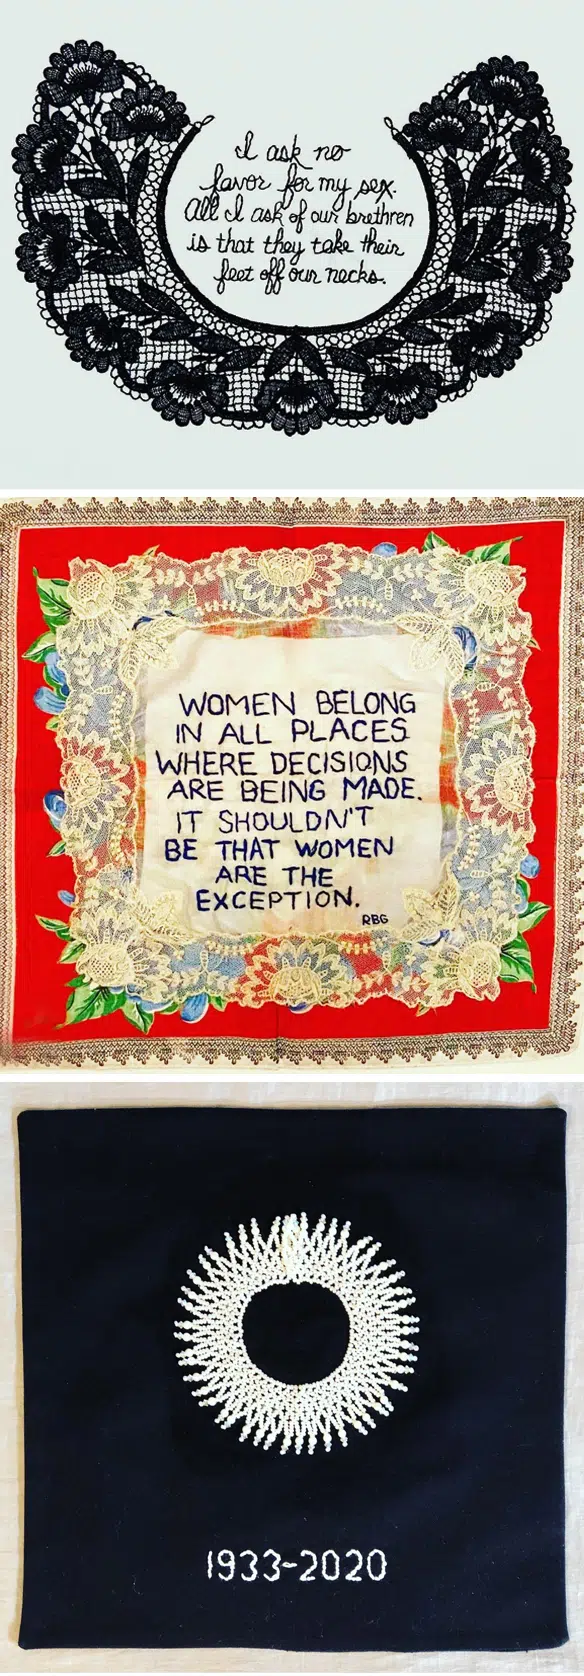 I ask no
favor for my sex.
All I ask of our brethren
is that they take their
feet off our necks.
WOMEN BELONG
IN ALL PLACES
WHERE DECISIONS
ARE BEING MADE.
IT SHOULDN'T
BE THAT WOMEN
ARE THE
EXCEPTION.
RBG
1933-2020